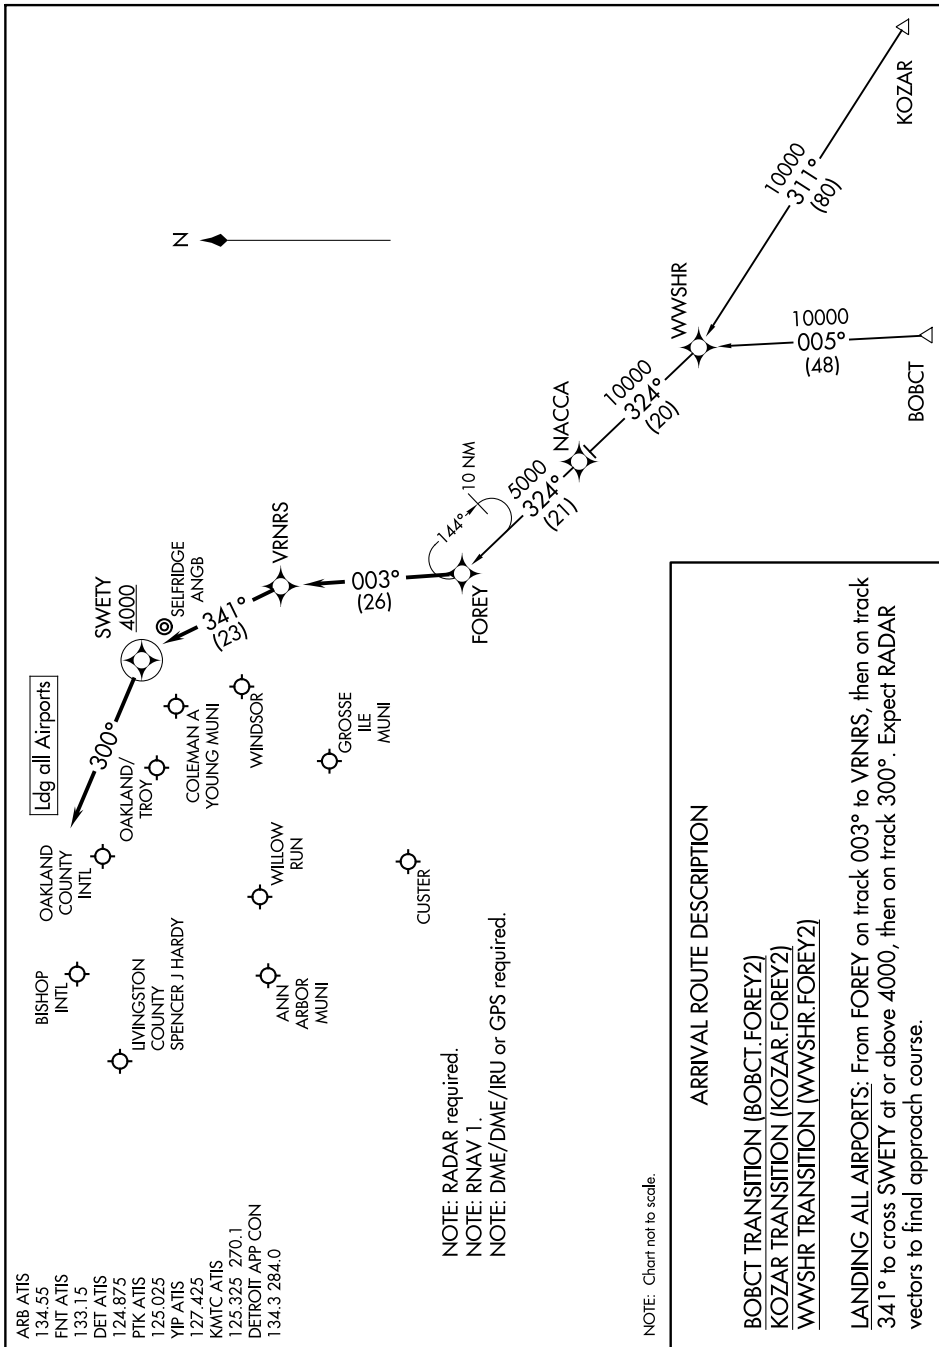 ARB ATIS
134.55
FNT ATIS
133.15
DET ATIS
124.875
PTK ATIS
125.025
YIP ATIS
127.425
KMTC ATIS
125.325 270.1
DETROIT APP CON
134.3 284.0
Ldg all Airports
N
SWETY
4000
300°
SELFRIDGE
ANGB
341°
(23)
VRNRS
003°
(26)
FOREY
144°
10 NM
5000
324°
(21)
NACCA
10000
324°
(20)
WWSHR
10000
311°
(80)
KOZAR
10000
005°
(48)
BOBCT
BISHOP
INTL
OAKLAND
COUNTY
INTL
OAKLAND/
TROY
COLEMAN A
YOUNG MUNI
WINDSOR
LIVINGSTON
COUNTY
SPENCER J HARDY
ANN
ARBOR
MUNI
WILLOW
RUN
GROSSE
ILE
MUNI
CUSTER
NOTE: RADAR required.
NOTE: RNAV 1.
NOTE: DME/DME/IRU or GPS required.
NOTE: Chart not to scale.
ARRIVAL ROUTE DESCRIPTION
BOBCT TRANSITION (BOBCT.FOREY2)
KOZAR TRANSITION (KOZAR.FOREY2)
WWSHR TRANSITION (WWSHR.FOREY2)
LANDING ALL AIRPORTS: From FOREY on track 003° to VRNRS, then on track
341° to cross SWETY at or above 4000, then on track 300°. Expect RADAR
vectors to final approach course.